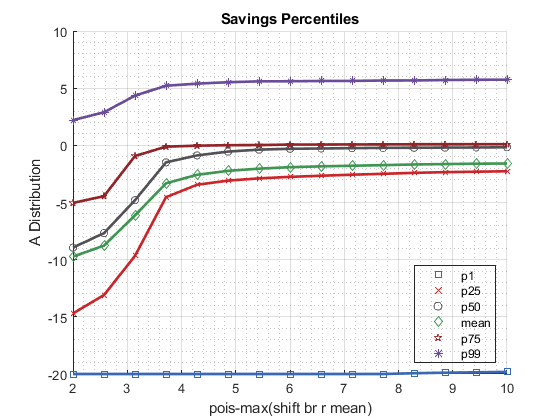 Savings Percentiles
10
5
0
-5
-10
-15
-20
A Distribution
p1
p25
p50
mean
p75
p99
2 3 4 5 6 7 8 9 10
pois-max(shift br r mean)